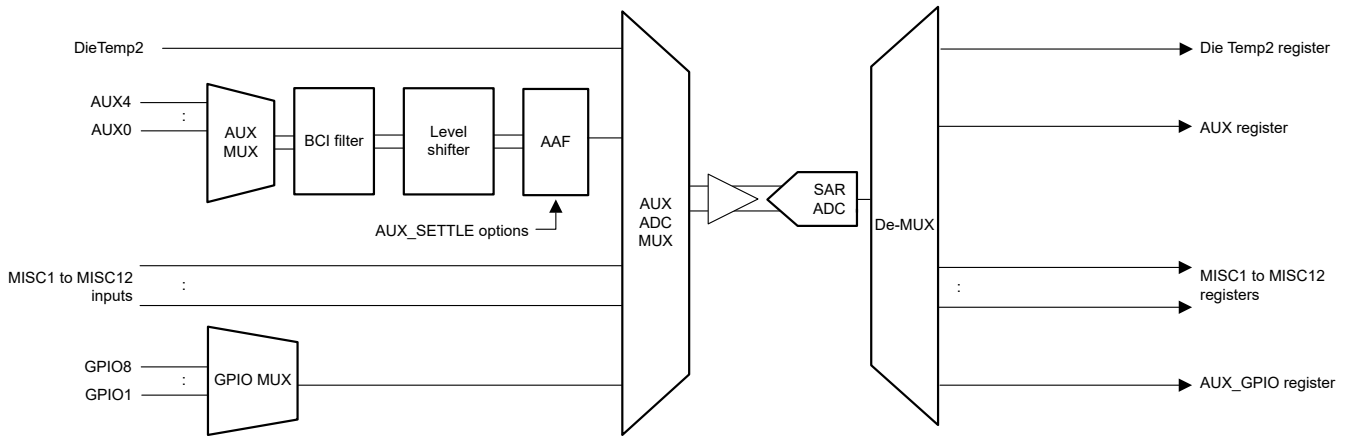 DieTemp2
AUX4
:
AUX0
AUX
MUX
BCI filter
Level
shifter
AAF
AUX_SETTLE options
MISC1 to MISC12
inputs
:
GPIO8
:
GPIO1
GPIO MUX
AUX
ADC
MUX
SAR
ADC
De-MUX
Die Temp2 register
AUX register
:
MISC1 to MISC12
registers
AUX_GPIO register